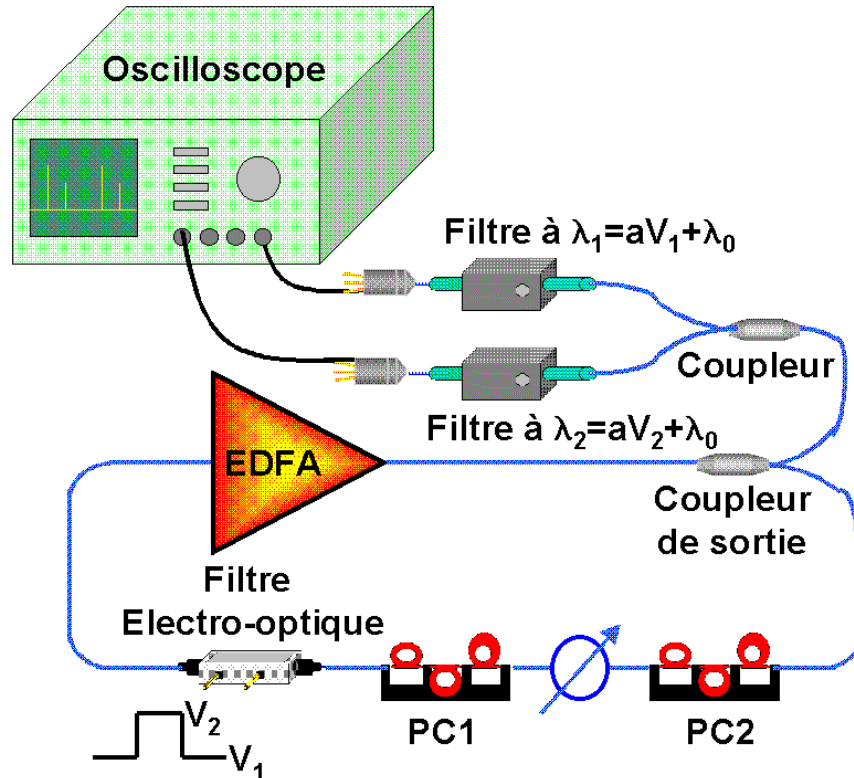 Oscilloscope
Filtre à λ₁=aV₁+λ₀
Coupleur
Filtre à λ₂=aV₂+λ₀
EDFA
Coupleur
de sortie
Filtre
Electro-optique
V₂
V₁
PC1
PC2